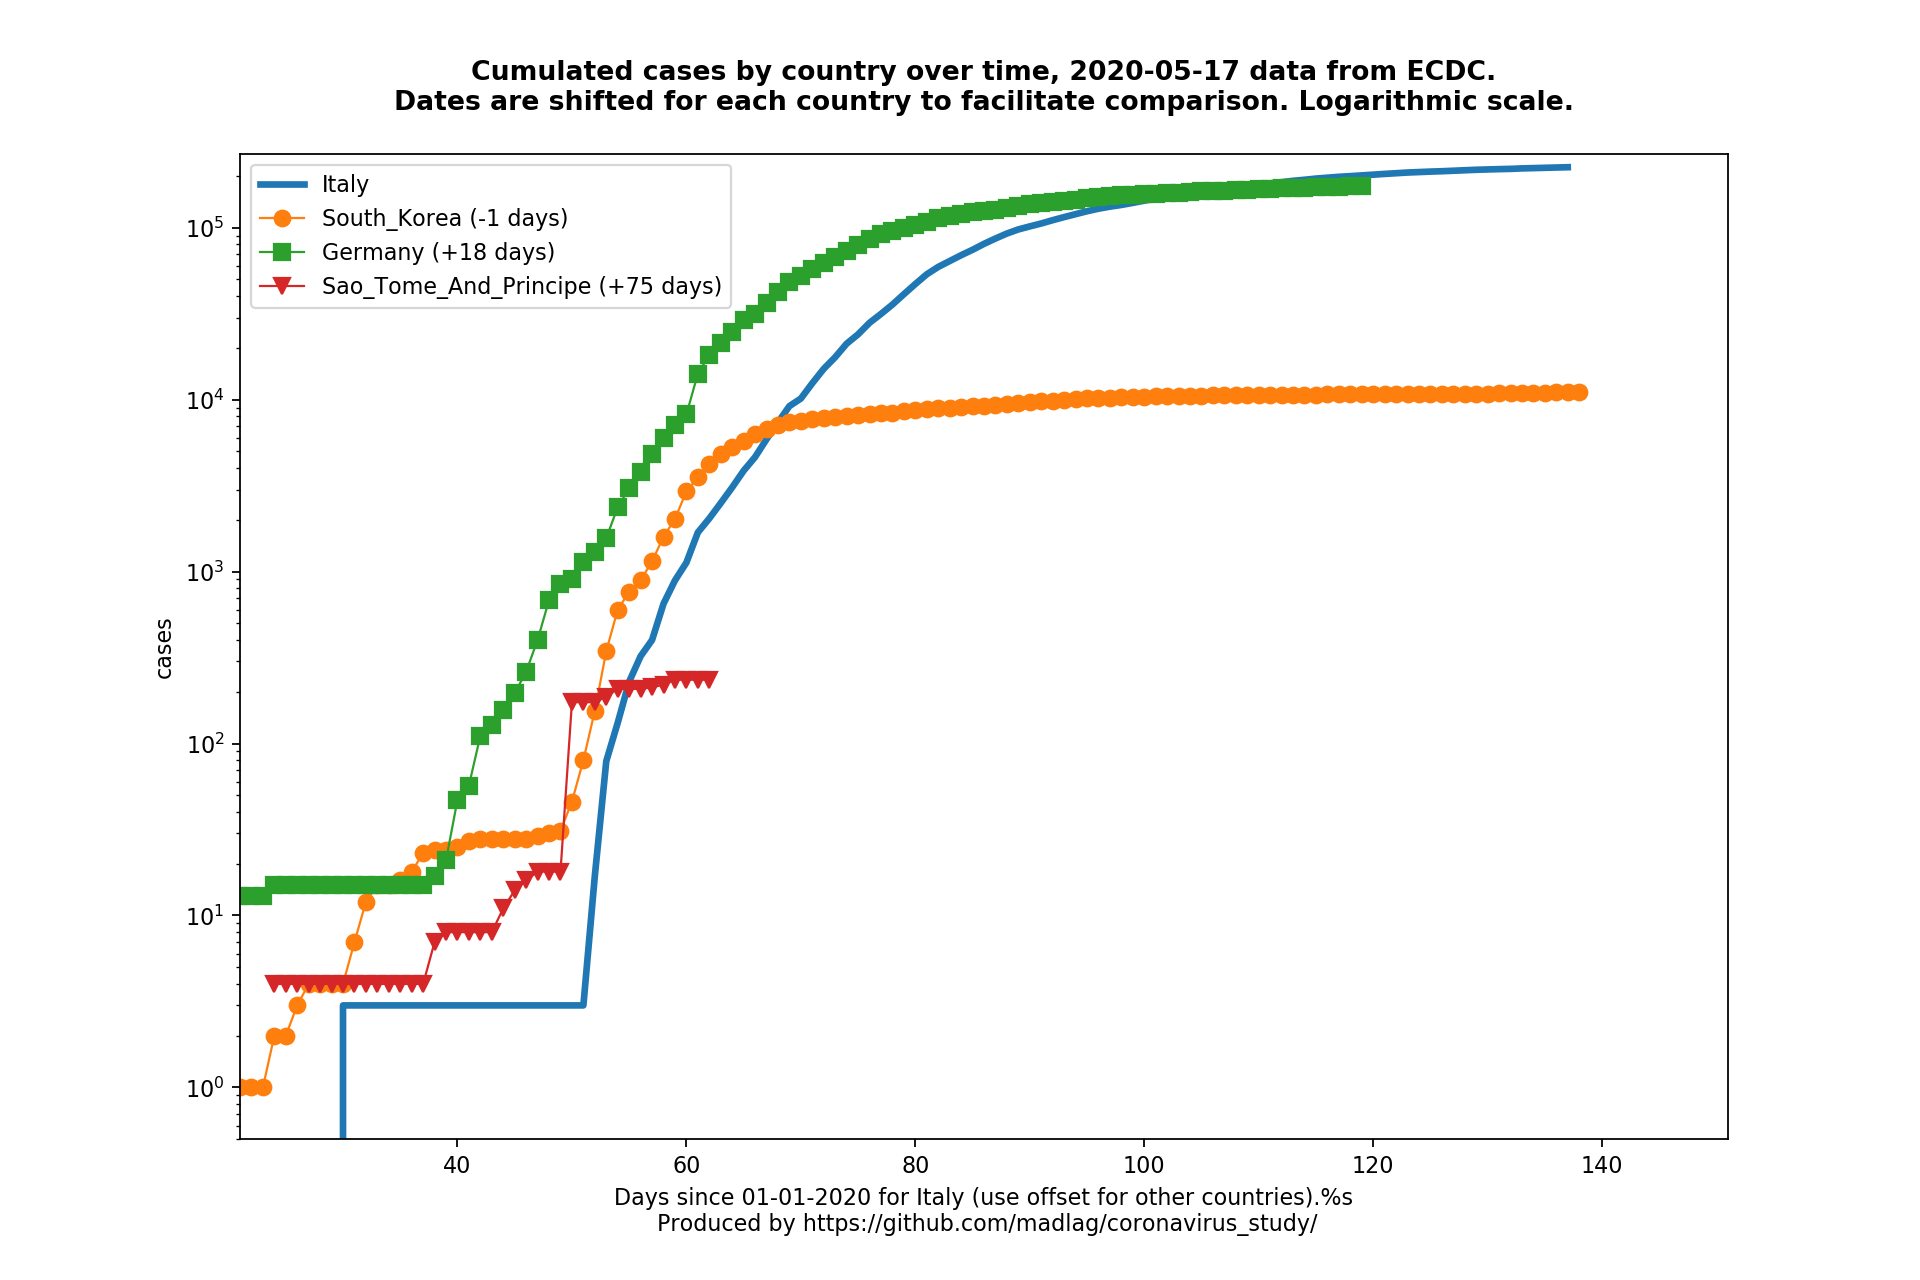 Cumulated cases by country over time, 2020-05-17 data from ECDC.
Dates are shifted for each country to facilitate comparison. Logarithmic scale.
Italy
South_Korea (-1 days)
Germany (+18 days)
Sao_Tome_And_Principe (+75 days)
10^5
10^4
10^3
10^2
10^1
10^0
cases
40 60 80 100 120 140
Days since 01-01-2020 for Italy (use offset for other countries).%s
Produced by https://github.com/madlag/coronavirus_study/